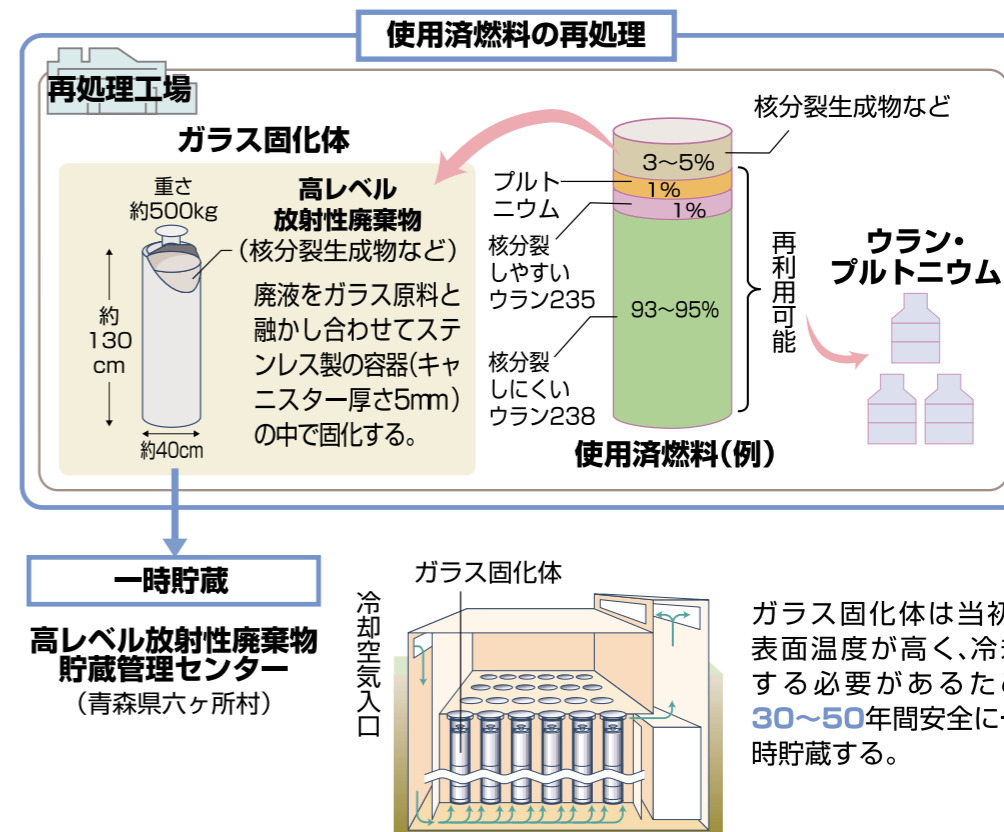 使用済燃料の再処理
再処理工場
ガラス固化体
重さ
約500kg
約
130
cm
約40cm
高レベル
放射性廃棄物
（核分裂生成物など）
廃液をガラス原料と
融かし合わせてステ
ンレス製の容器（キャ
ニスター厚さ5mm）
の中で固化する。
核分裂生成物など
3～5%
プルト
ニウム
1%
1%
核分裂
しやすい
ウラン235
93～95%
核分裂
しにくい
ウラン238
再利用可能
使用済燃料（例）
ウラン・
プルトニウム
一時貯蔵
高レベル放射性廃棄物
貯蔵管理センター
（青森県六ヶ所村）
ガラス固化体
冷却空気入口
ガラス固化体は当初
表面温度が高く、冷
する必要があるた
30～50年間安全に
時貯蔵する。